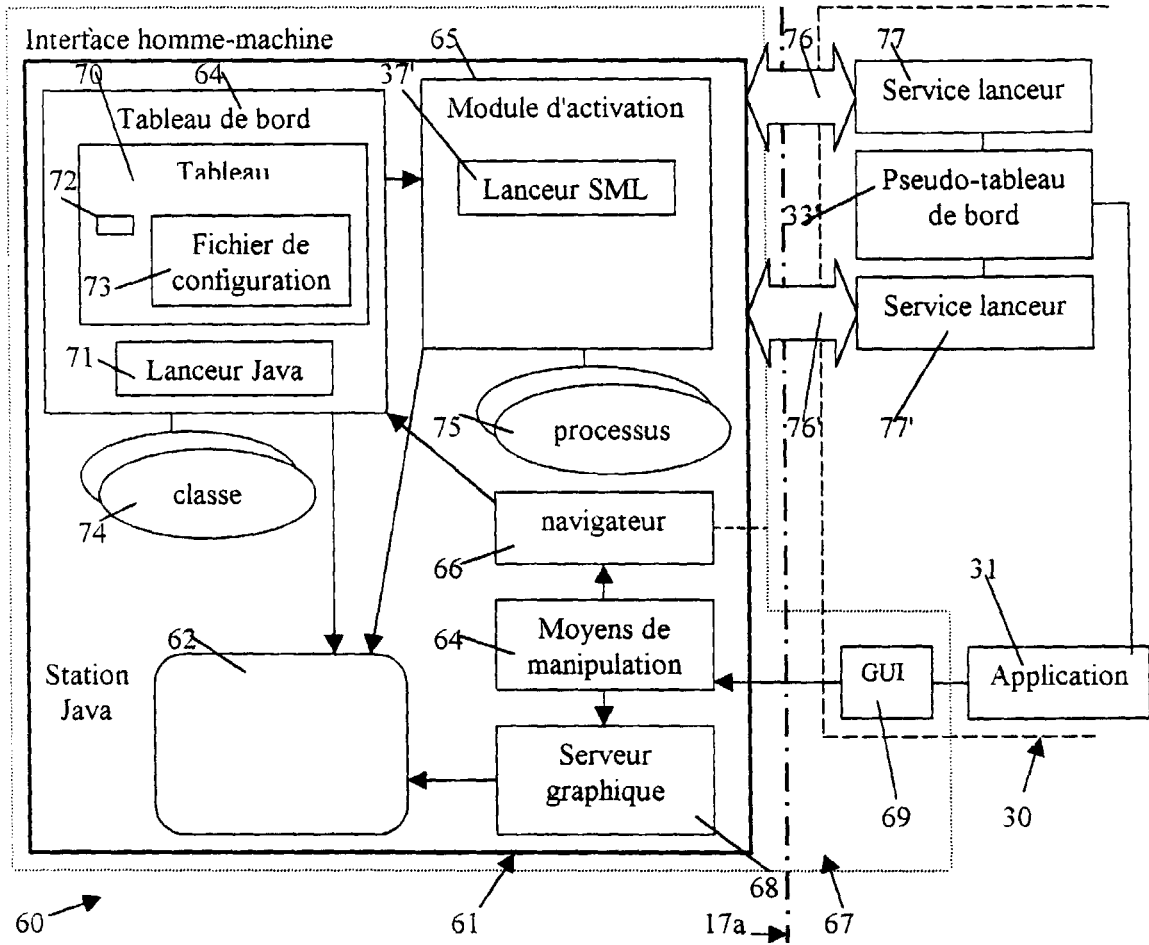 Interface homme-machine
65
76
77
70
64
37'
Tableau de bord
Module d'activation
Service lanceur
72
Tableau
Lanceur SML
Pseudo-tableau
de bord
33'
73
Fichier de
configuration
Service lanceur
71
Lanceur Java
75
processus
76'
77'
74
classe
navigateur
66
31
62
64
Moyens de
manipulation
Station
Java
GUI
Application
Serveur
graphique
69
30
68
60
61
17a
67